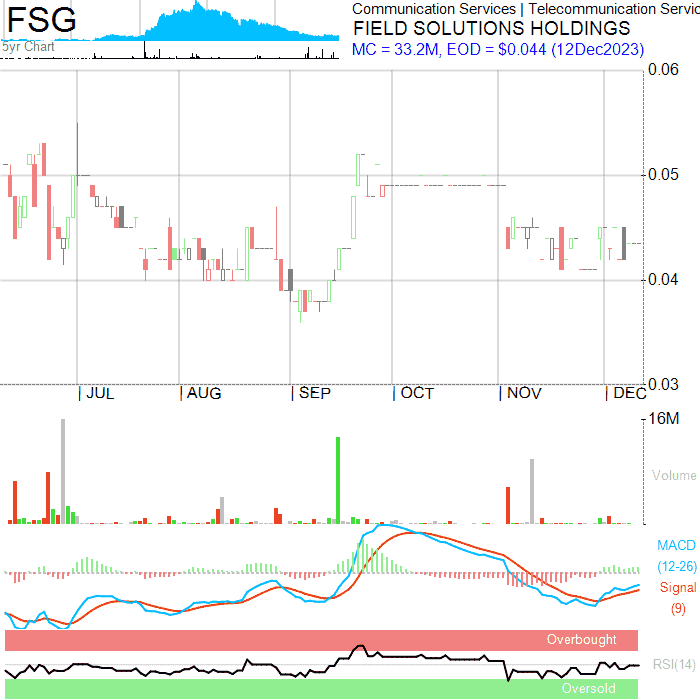 FSG
5yr Chart
Communication Services | Telecommunication Servic
FIELD SOLUTIONS HOLDINGS
MC = 33.2M, EOD = $0.044 (12Dec2023)
0.06
0.05
0.04
0.03
| JUL | AUG | SEP | OCT | NOV | DEC
16M
Volume
MACD
(12-26)
Signal
(9)
Overbought
RSI(14)
Oversold